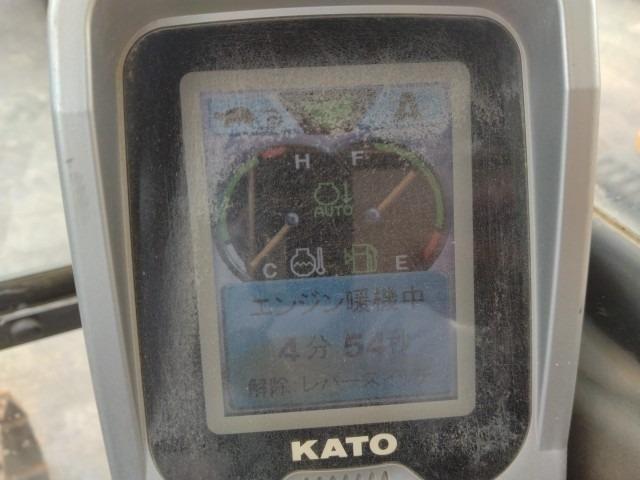 A
H F
AUTO
C E
エンジン暖機中
4分 54秒
解除:レバースイッチ
KATO